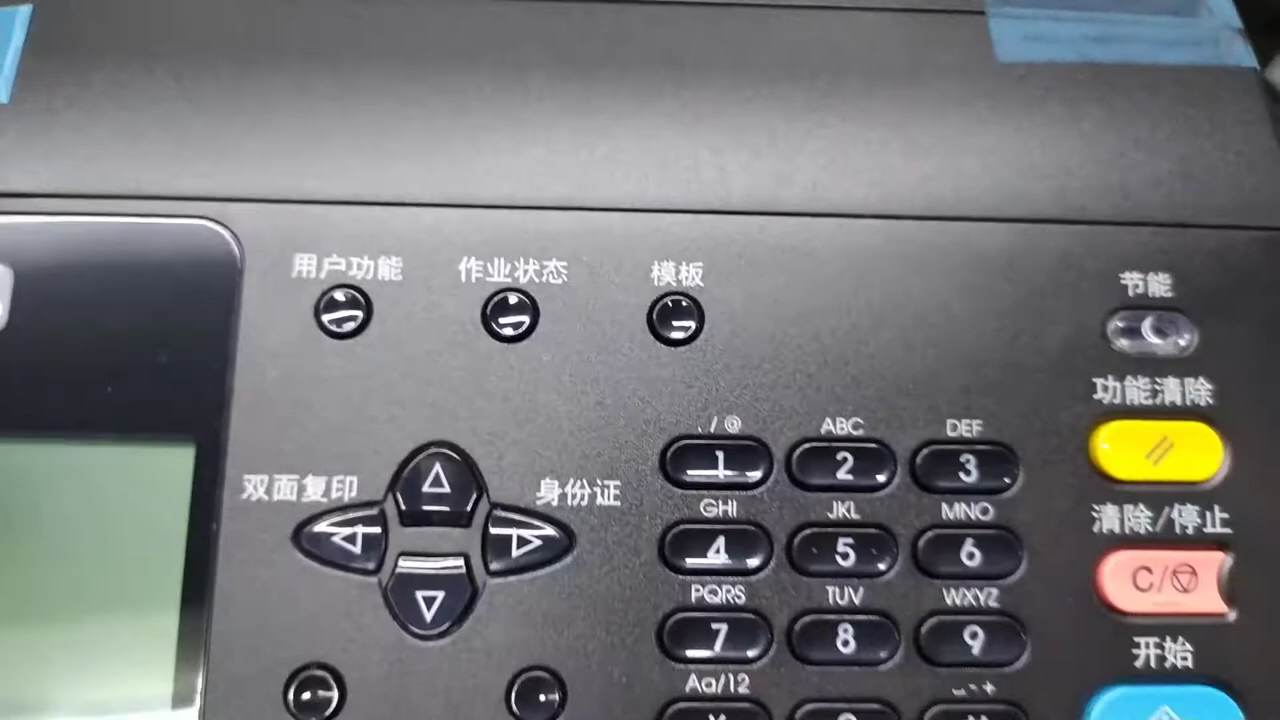 用户功能 作业状态 模板
节能
功能清除
./@ ABC DEF
1 2 3
双面复印 身份证
清除/停止
GHI JKL MNO
4 5 6
C/
PQRS TUV WXYZ
7 8 9
开始
Aa/12